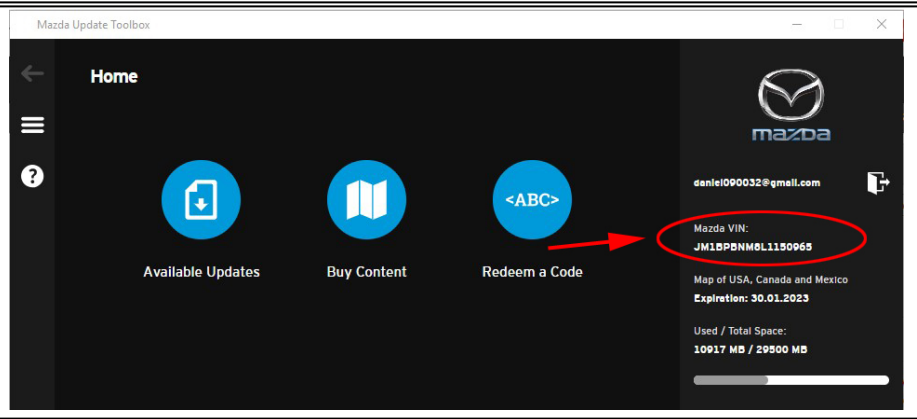 Mazda Update Toolbox
Home
mazda
daniel090032@gmail.com
<ABC>
Mazda VIN:
JM1BPBNM8L1150965
Available Updates
Buy Content
Redeem a Code
Map of USA, Canada and Mexico
Expiration: 30.01.2023
Used / Total Space:
10917 MB / 29500 MB